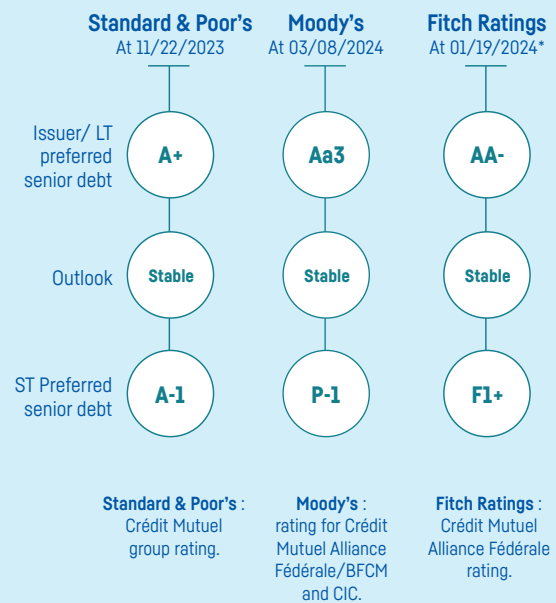 Standard & Poor's
At 11/22/2023
Moody's
At 03/08/2024
Fitch Ratings
At 01/19/2024*
Issuer/ LT
preferred
senior debt
A+
Aa3
AA-
Outlook
Stable
Stable
Stable
ST Preferred
senior debt
A-1
P-1
F1+
Standard & Poor's :
Crédit Mutuel
group rating.
Moody's :
rating for Crédit
Mutuel Alliance
Fédérale/BFCM
and CIC.
Fitch Ratings :
Crédit Mutuel
Alliance Fédérale
rating.